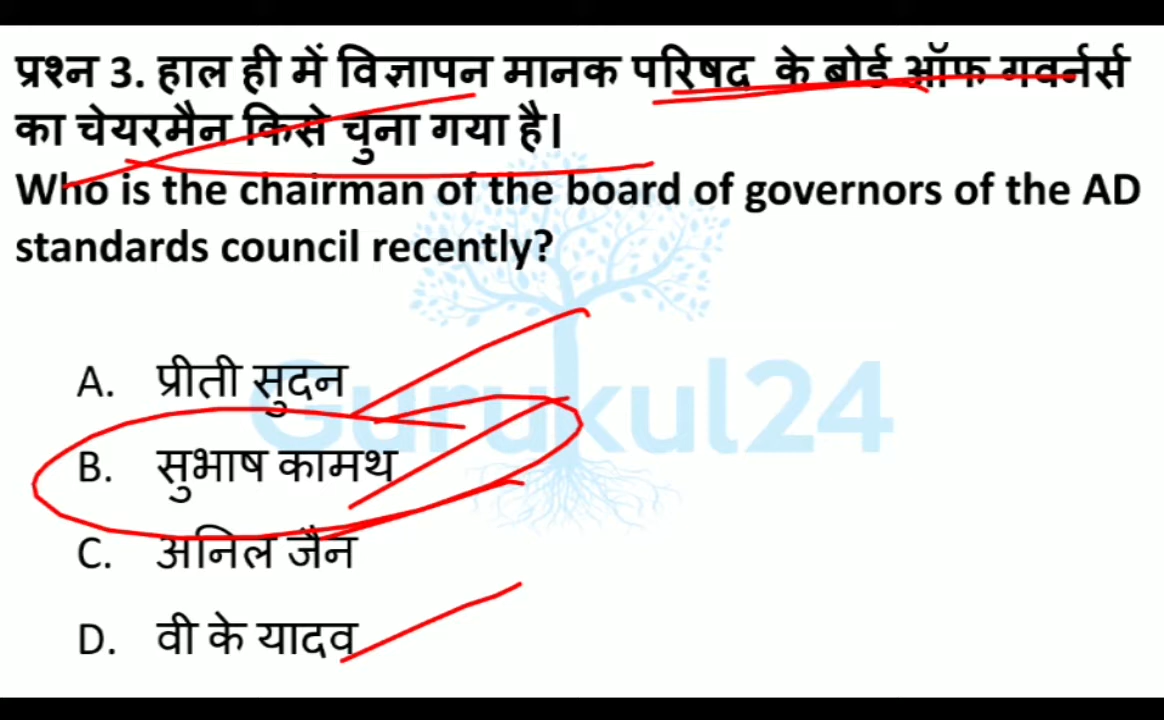 प्रश्न 3. हाल ही में विज्ञापन मानक परिषद के बोर्ड ऑफ गवर्नर्स
का चेयरमैन किसे चुना गया है।
Who is the chairman of the board of governors of the AD
standards council recently?
A. प्रीती सुदन
B. सुभाष कामथ
C. अनिल जैन
D. वी के यादव
Gurukul24